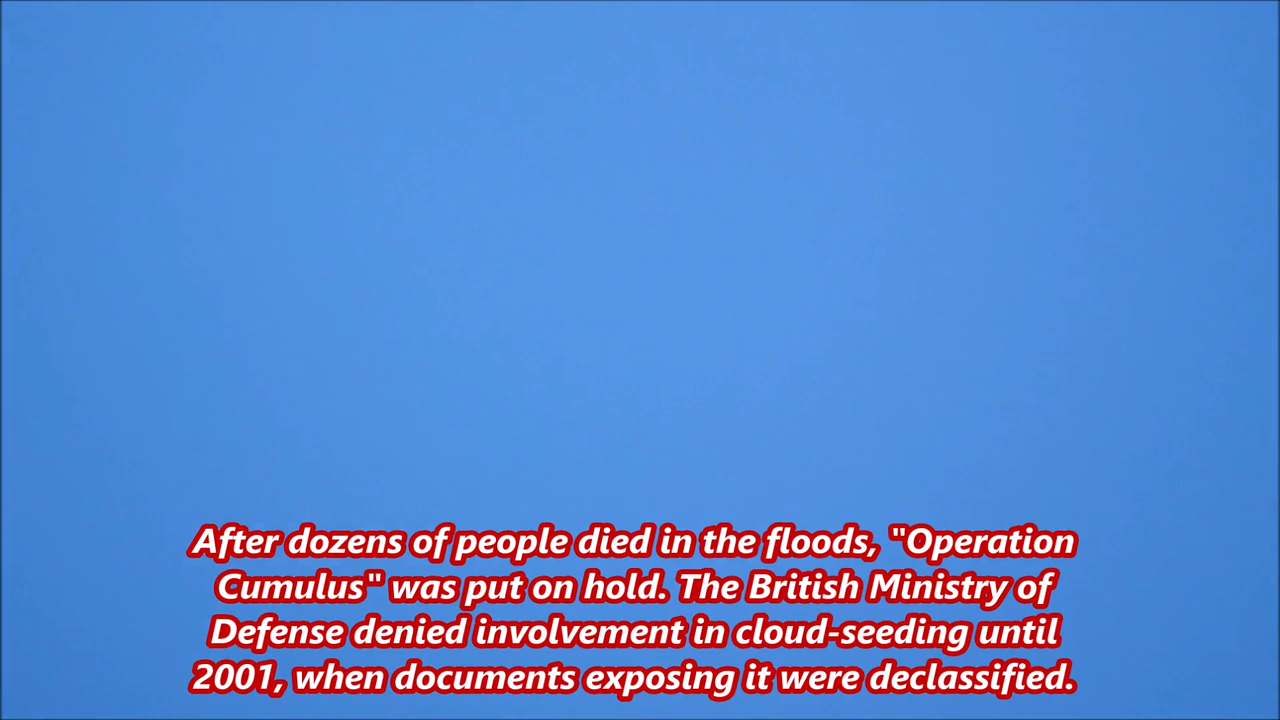 After dozens of people died in the floods, "Operation
Cumulus" was put on hold. The British Ministry of
Defense denied involvement in cloud-seeding until
2001, when documents exposing it were declassified.